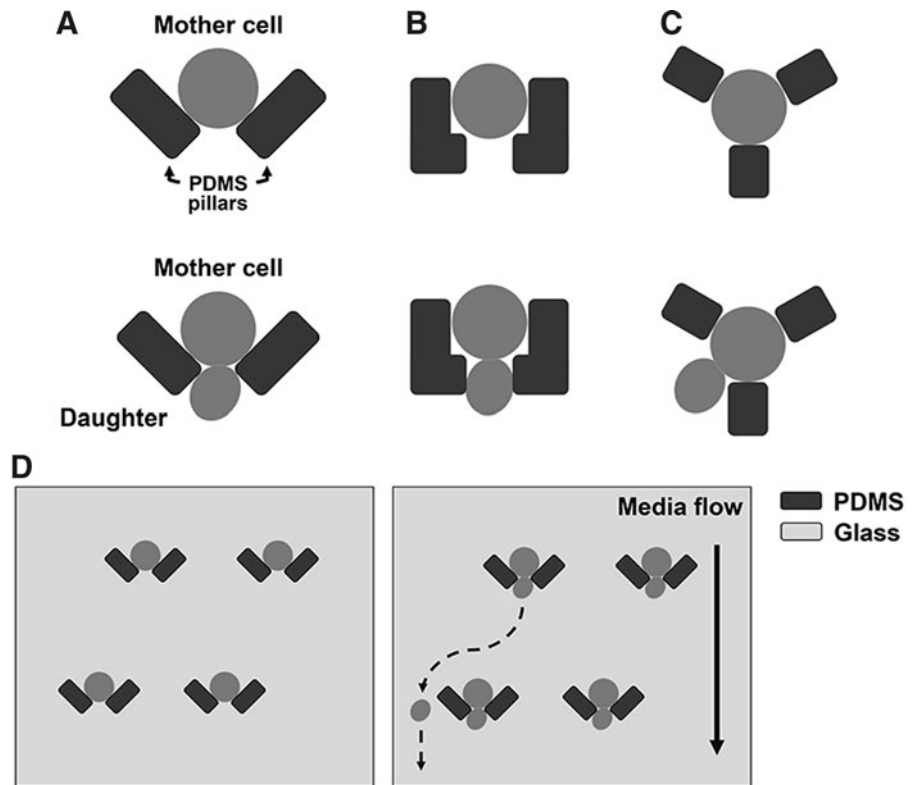 A
Mother cell
PDMS
pillars
B
C
Mother cell
Daughter
D
Media flow
PDMS
Glass